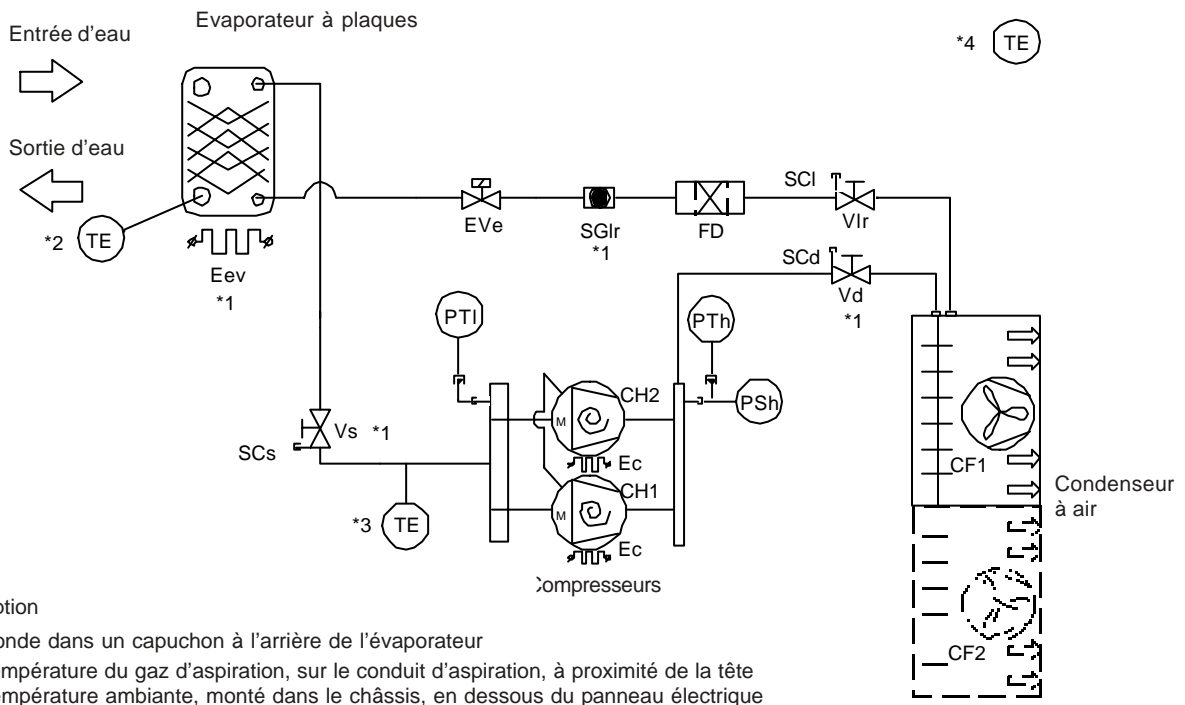 Evaporateur à plaques
Entrée d'eau
*4 TE
Sortie d'eau
*2 TE
Eev
*1
EVe
SGlr
*1
FD
SCl
Vlr
SCd
Vd
*1
PTl
PTh
PSh
CH2
M
Ec
CH1
M
Ec
Compresseurs
SCs
Vs *1
*3 TE
CF1
Condenseur
à air
CF2
ption
onde dans un capuchon à l'arrière de l'évaporateur
empérature du gaz d'aspiration, sur le conduit d'aspiration, à proximité de la tête
empérature ambiante, monté dans le châssis, en dessous du panneau électrique